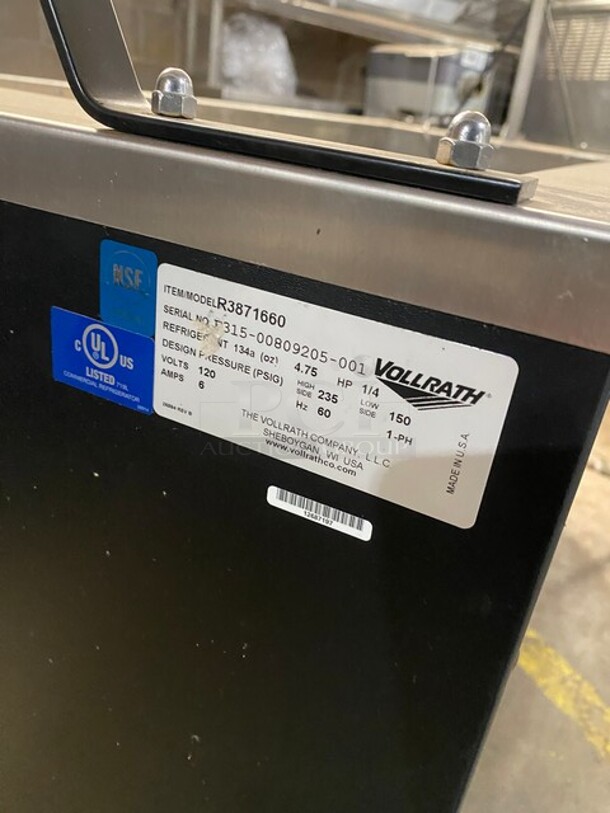 NSF
ITEM/MODEL R3871660
SERIAL NO. 315-00809205-001
REFRIGERANT 134a (oz) 4.75 HP 1/4
DESIGN PRESSURE (PSIG) HIGH SIDE 235 LOW SIDE 150
VOLTS 120 Hz 60 1-PH
AMPS 6
THE VOLLRATH COMPANY, L.L.C.
SHEBOYGAN, WI USA
www.vollrathco.com
VOLLRATH®
MADE IN U.S.A.
C UL US
LISTED 
COMMERCIAL REFRIGERATOR
AUCTION GROUP
12687197